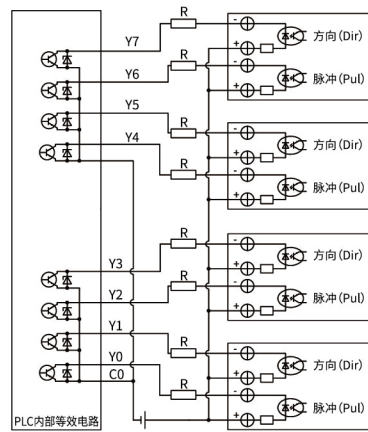 R
- 方向(Dir)
Y7
+
R
-
Y6
脉冲(Pul)
+
Y5
R
- 方向(Dir)
+
Y4
R
-
脉冲(Pul)
+
R
- 方向(Dir)
Y3
+
R
-
Y2
脉冲(Pul)
+
Y1
R
- 方向(Dir)
Y0
+
C0
R
-
脉冲(Pul)
+
PLC内部等效电路